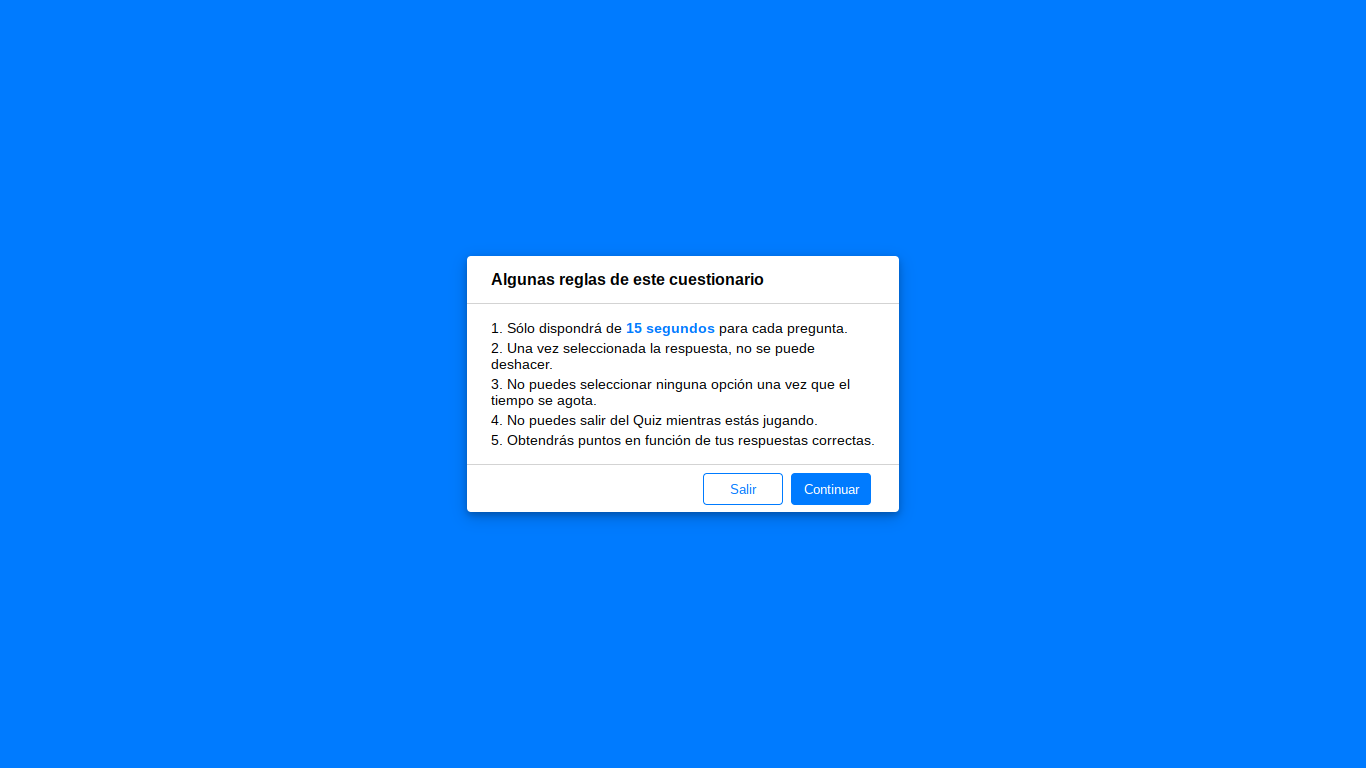 Algunas reglas de este cuestionario
1. Sólo dispondrá de 15 segundos para cada pregunta.
2. Una vez seleccionada la respuesta, no se puede
deshacer.
3. No puedes seleccionar ninguna opción una vez que el
tiempo se agota.
4. No puedes salir del Quiz mientras estás jugando.
5. Obtendrás puntos en función de tus respuestas correctas.
Salir
Continuar